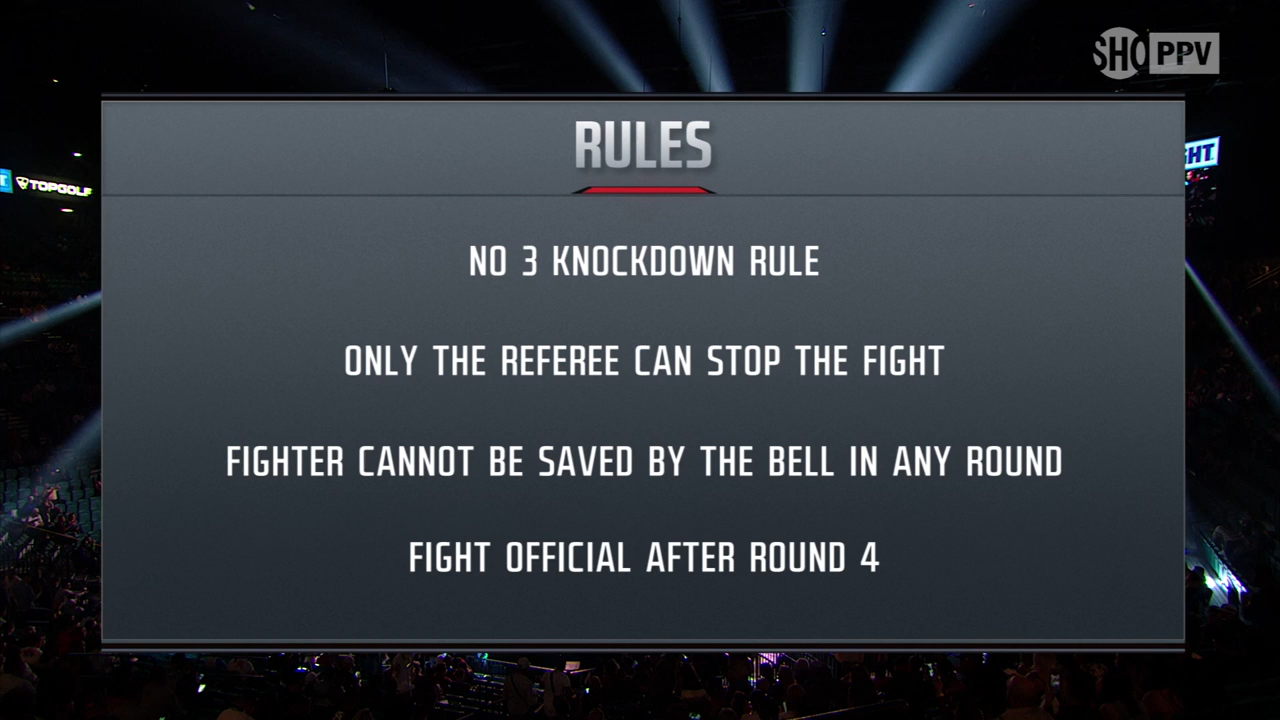 SHO PPV
RULES
TOPGOLF
NO 3 KNOCKDOWN RULE
ONLY THE REFEREE CAN STOP THE FIGHT
FIGHTER CANNOT BE SAVED BY THE BELL IN ANY ROUND
FIGHT OFFICIAL AFTER ROUND 4